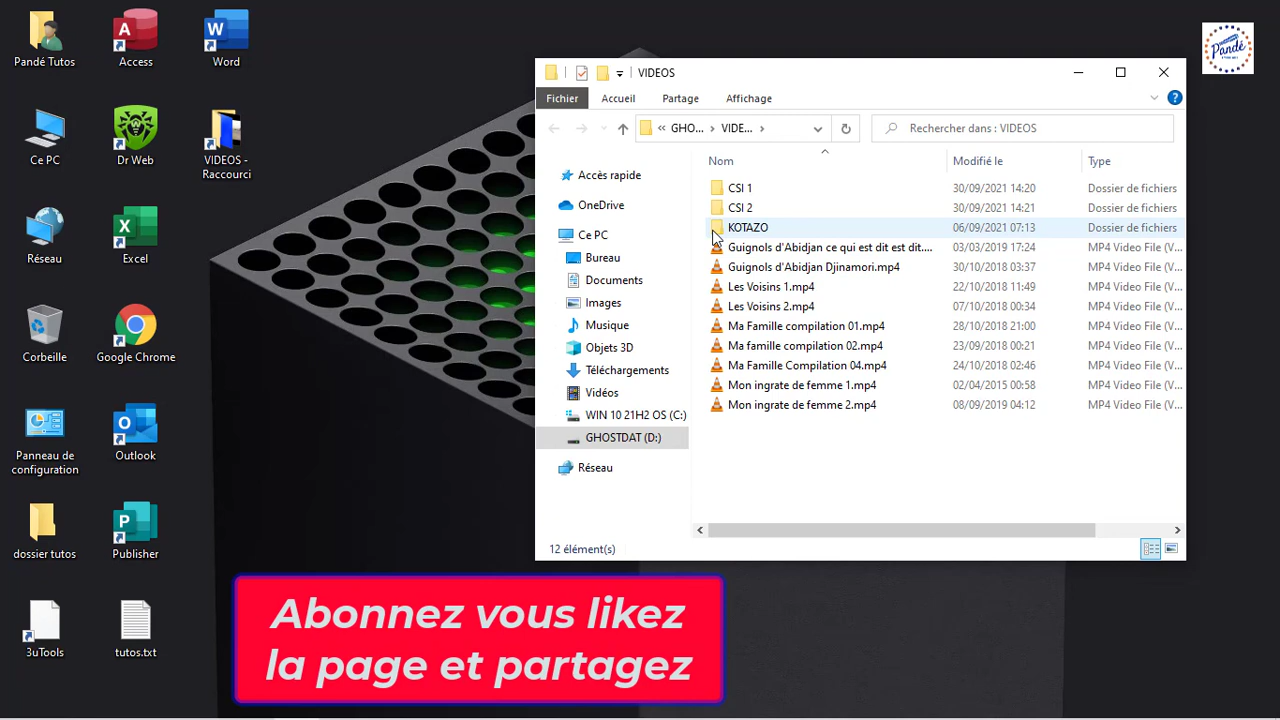 Pandé Tutos
Access
Word
Ce PC
Dr Web
VIDEOS -
Raccourci
Réseau
Excel
Corbeille
Google Chrome
Panneau de
configuration
Outlook
dossier tutos
Publisher
3uTools
tutos.txt
Pandé
VIDEOS
Fichier
Accueil
Partage
Affichage
« GHO... › VIDE... ›
Rechercher dans : VIDEOS
Accès rapide
OneDrive
Ce PC
Bureau
Documents
Images
Musique
Objets 3D
Téléchargements
Vidéos
WIN 10 21H2 OS (C:)
GHOSTDAT (D:)
Réseau
Nom Modifié le Type
CSI 1 30/09/2021 14:20 Dossier de fichiers
CSI 2 30/09/2021 14:21 Dossier de fichiers
KOTAZO 06/09/2021 07:13 Dossier de fichiers
Guignols d'Abidjan ce qui est dit est dit.... 03/03/2019 17:24 MP4 Video File (V...
Guignols d'Abidjan Djinamori.mp4 30/10/2018 03:37 MP4 Video File (V...
Les Voisins 1.mp4 22/10/2018 11:49 MP4 Video File (V...
Les Voisins 2.mp4 07/10/2018 00:34 MP4 Video File (V...
Ma Famille compilation 01.mp4 28/10/2018 21:00 MP4 Video File (V...
Ma famille compilation 02.mp4 23/09/2018 00:21 MP4 Video File (V...
Ma Famille Compilation 04.mp4 24/10/2018 02:46 MP4 Video File (V...
Mon ingrate de femme 1.mp4 02/04/2015 00:58 MP4 Video File (V...
Mon ingrate de femme 2.mp4 08/09/2019 04:12 MP4 Video File (V...
12 élément(s)
Abonnez vous likez
la page et partagez